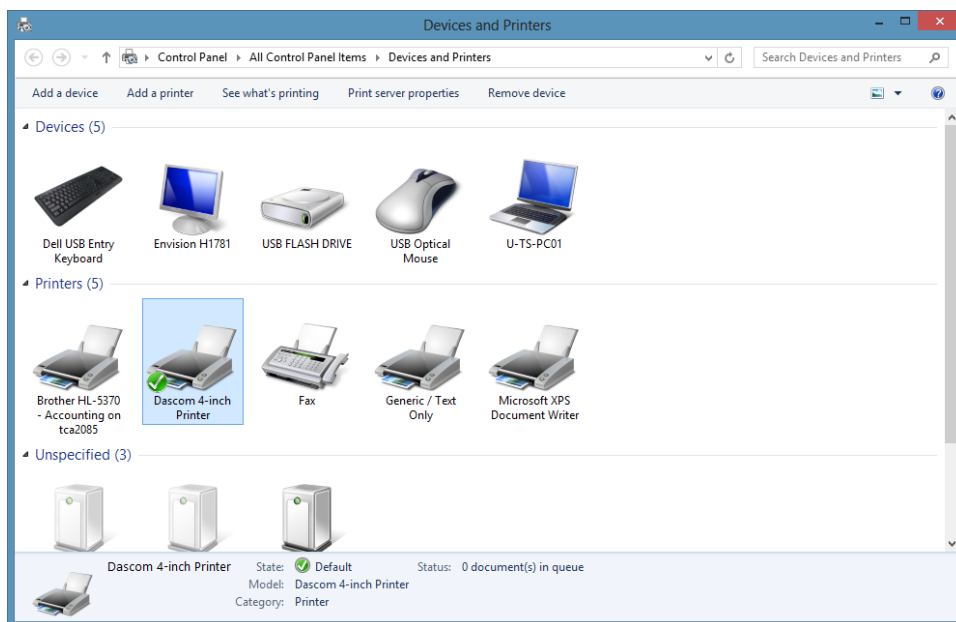 Devices and Printers
Control Panel All Control Panel Items Devices and Printers
Search Devices and Printers
Add a device Add a printer See what's printing Print server properties Remove device
Devices (5)
Dell USB Entry
Keyboard
Envision H1781
USB FLASH DRIVE
USB Optical
Mouse
U-TS-PC01
Printers (5)
Brother HL-5370
- Accounting on
tca2085
Dascom 4-inch
Printer
Fax
Generic / Text
Only
Microsoft XPS
Document Writer
Unspecified (3)
Dascom 4-inch Printer State: Default Status: 0 document(s) in queue
Model: Dascom 4-inch Printer
Category: Printer